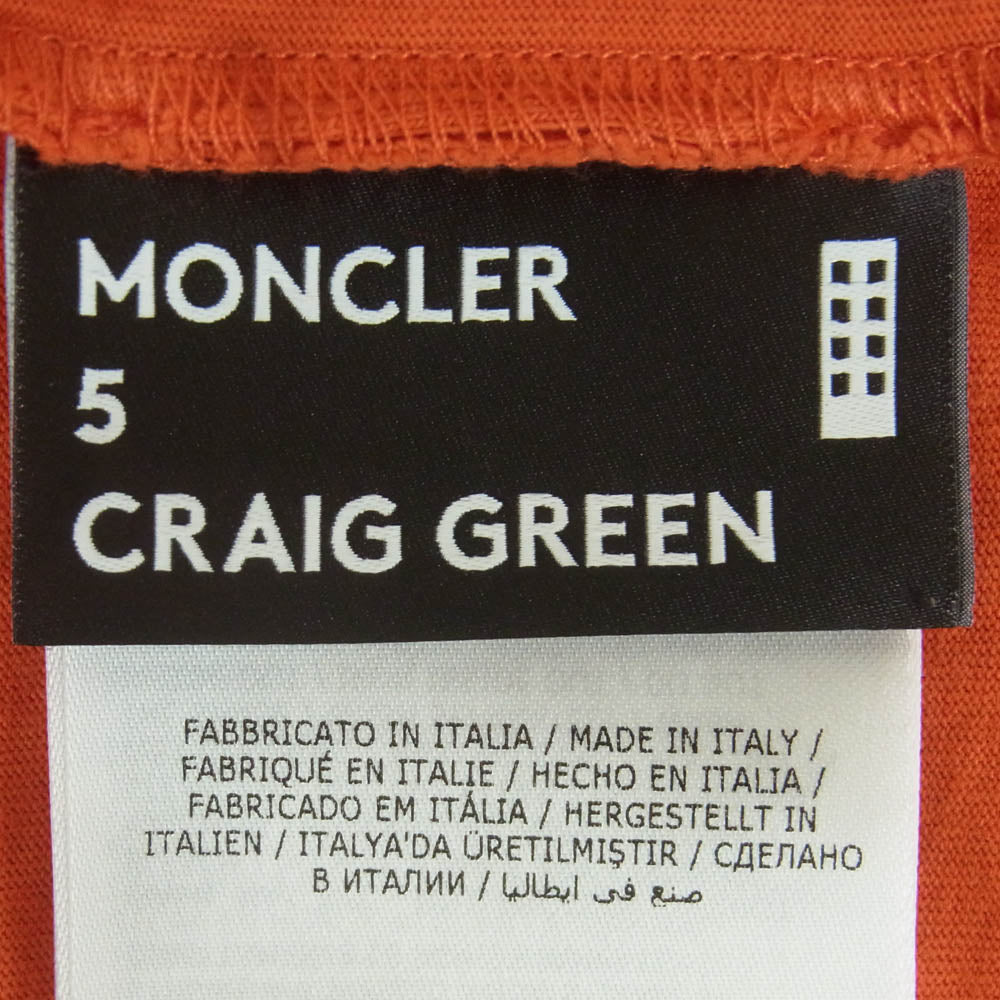 MONCLER
5
CRAIG GREEN
FABBRICATO IN ITALIA / MADE IN ITALY /
FABRIQUÉ EN ITALIE / HECHO EN ITALIA /
FABRICADO EM ITÁLIA / HERGESTELLT IN
ITALIEN / ITALYA'DA ÜRETILMIŞTIR / СДЕЛАНО
В ИТАЛИИ / صنع في ايطاليا